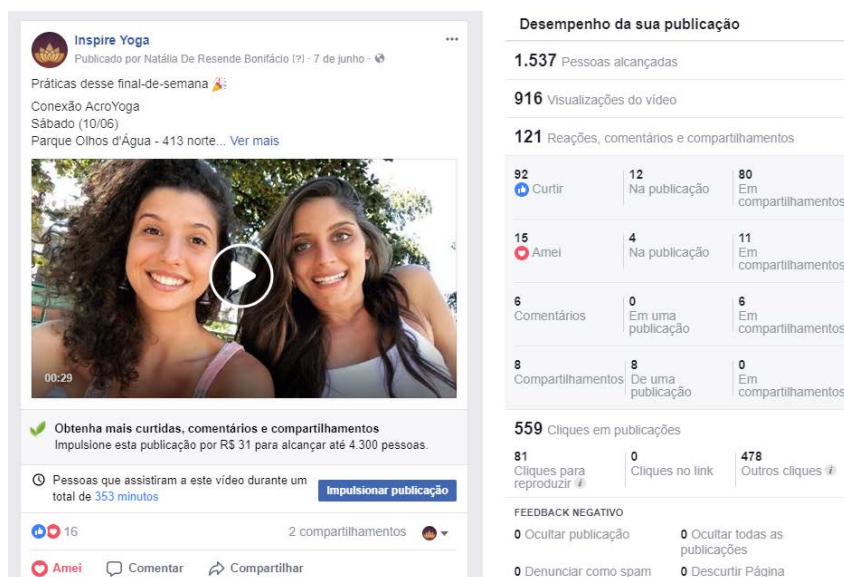 Inspire Yoga
Publicado por Natália De Resende Bonifácio [?] · 7 de junho ·
Práticas desse final-de-semana 🎉
Conexão AcroYoga
Sábado (10/06)
Parque Olhos d'Água - 413 norte... Ver mais
00:29
Obtenha mais curtidas, comentários e compartilhamentos
Impulsione esta publicação por R$ 31 para alcançar até 4.300 pessoas.
Pessoas que assistiram a este vídeo durante um
total de 353 minutos
Impulsionar publicação
16
2 compartilhamentos
Amei Comentar Compartilhar
Desempenho da sua publicação
1.537 Pessoas alcançadas
916 Visualizações do vídeo
121 Reações, comentários e compartilhamentos
92 12 80
Curtir Na publicação Em
compartilhamentos
15 4 11
Amei Na publicação Em
compartilhamentos
6 0 6
Comentários Em uma Em
publicação compartilhamentos
8 8 0
Compartilhamentos De uma Em
publicação compartilhamentos
559 Cliques em publicações
81 0 478
Cliques para Cliques no link Outros cliques
reproduzir
FEEDBACK NEGATIVO
0 Ocultar publicação 0 Ocultar todas as
publicações
0 Denunciar como spam 0 Descurtir Página